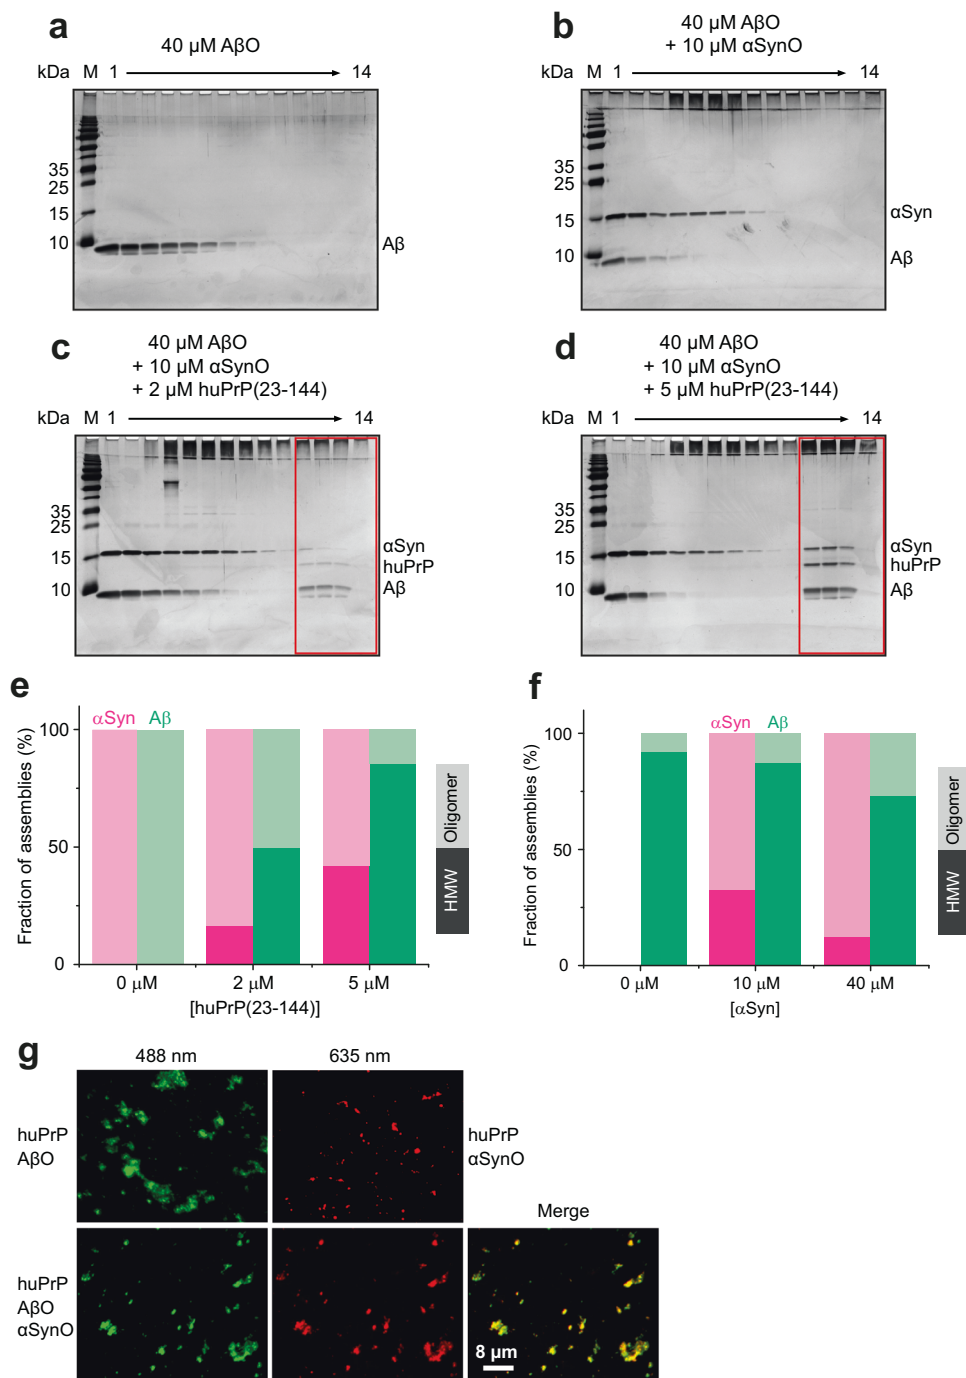 a
40 µM AβO
kDa M 1 14
35
25
15
10
Aβ
b
40 µM AβO
+ 10 µM αSynO
kDa M 1 14
35
25
15
10
αSyn
Aβ
c
40 µM AβO
+ 10 µM αSynO
+ 2 µM huPrP(23-144)
kDa M 1 14
35
25
15
10
αSyn
huPrP
Aβ
d
40 µM AβO
+ 10 µM αSynO
+ 5 µM huPrP(23-144)
kDa M 1 14
35
25
15
10
αSyn
huPrP
Aβ
e
αSyn Aβ
Fraction of assemblies (%)
100
50
0
0 µM 2 µM 5 µM
[huPrP(23-144)]
Oligomer
HMW
f
αSyn Aβ
Fraction of assemblies (%)
100
50
0
0 µM 10 µM 40 µM
[αSyn]
Oligomer
HMW
g
488 nm 635 nm
huPrP
AβO
huPrP
αSynO
Merge
huPrP
AβO
αSynO
8 µm